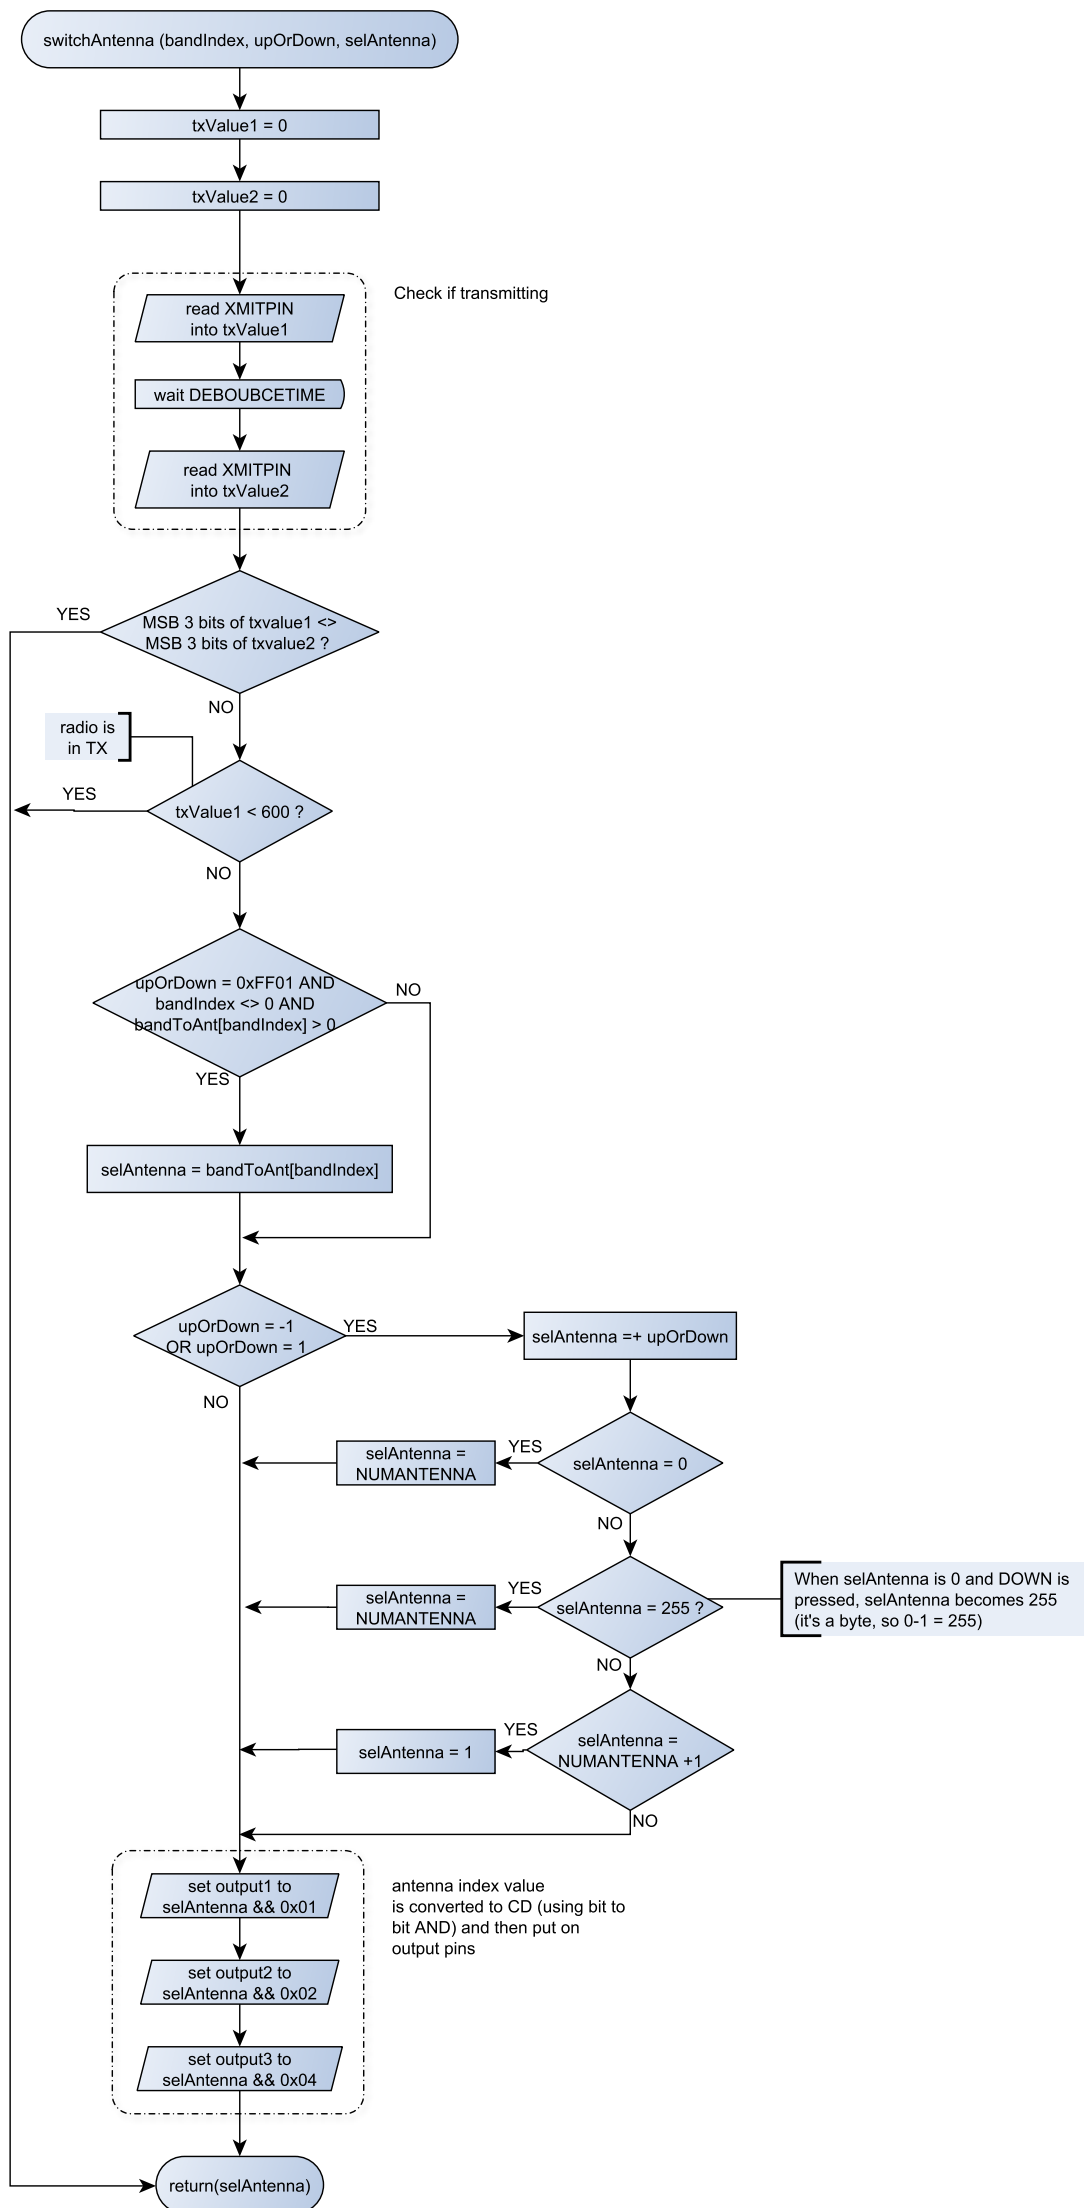 switchAntenna (bandIndex, upOrDown, selAntenna)
txValue1 = 0
txValue2 = 0
Check if transmitting
read XMITPIN
into txValue1
wait DEBOUBCETIME
read XMITPIN
into txValue2
YES
MSB 3 bits of txvalue1 <>
MSB 3 bits of txvalue2 ?
NO
radio is
in TX
YES
txValue1 < 600 ?
NO
upOrDown = 0xFF01 AND
bandIndex <> 0 AND
bandToAnt[bandIndex] > 0
NO
YES
selAntenna = bandToAnt[bandIndex]
upOrDown = -1
OR upOrDown = 1
YES
selAntenna =+ upOrDown
NO
selAntenna =
NUMANTENNA
YES
selAntenna = 0
NO
selAntenna =
NUMANTENNA
YES
selAntenna = 255 ?
When selAntenna is 0 and DOWN is
pressed, selAntenna becomes 255
(it's a byte, so 0-1 = 255)
NO
selAntenna = 1
YES
selAntenna =
NUMANTENNA +1
NO
set output1 to
selAntenna && 0x01
antenna index value
is converted to CD (using bit to
bit AND) and then put on
output pins
set output2 to
selAntenna && 0x02
set output3 to
selAntenna && 0x04
return(selAntenna)